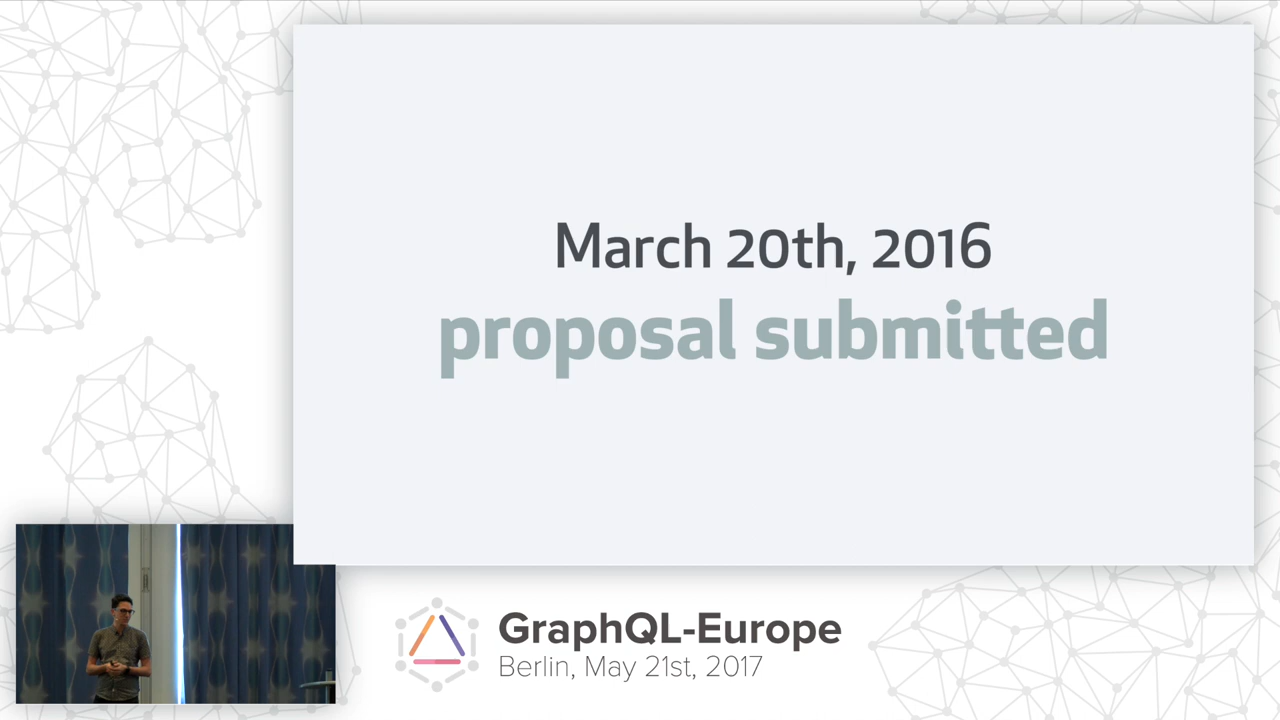 March 20th, 2016
proposal submitted
GraphQL-Europe
Berlin, May 21st, 2017